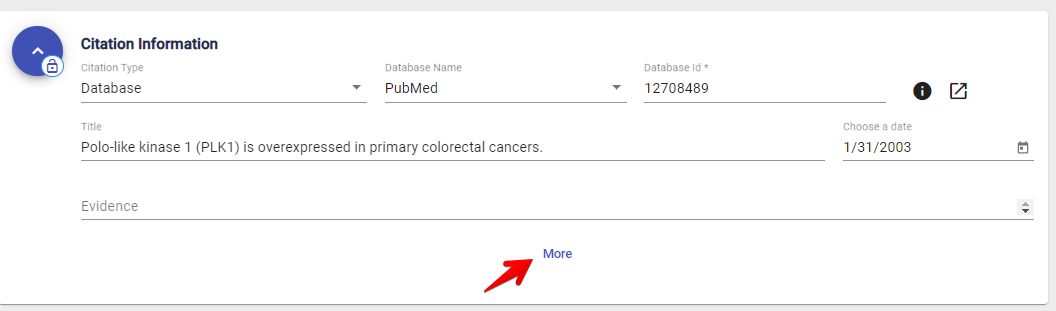 Citation Information
Citation Type Database Name Database Id *
Database PubMed 12708489
Title Choose a date
Polo-like kinase 1 (PLK1) is overexpressed in primary colorectal cancers. 1/31/2003
Evidence
More